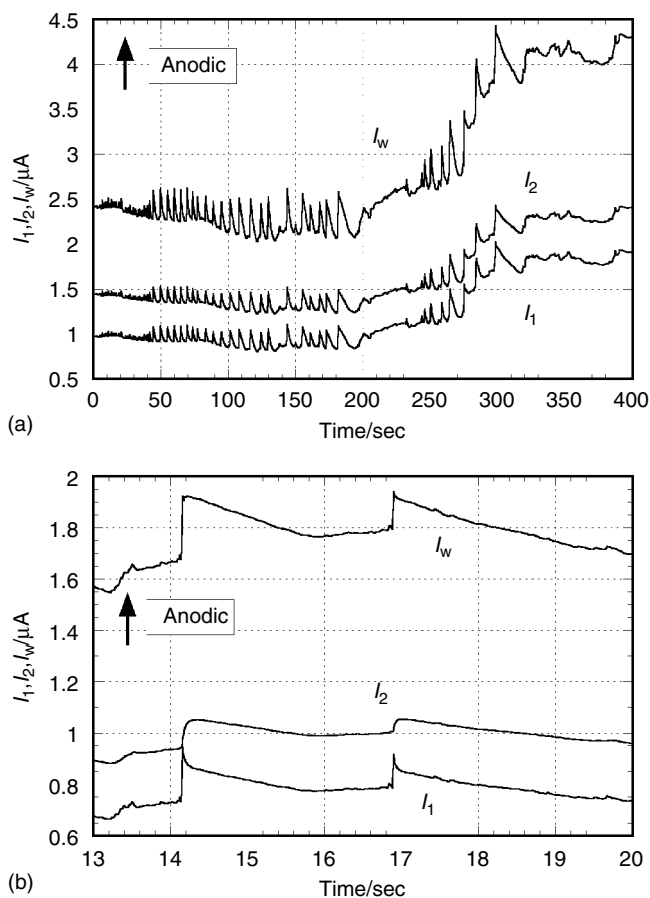 4.5
4
3.5
3
2.5
2
1.5
1
0.5
I1, I2, Iw/μA
Anodic
Iw
I2
I1
0 50 100 150 200 250 300 350 400
(a)
Time/sec
2
1.8
1.6
1.4
1.2
1
0.8
0.6
I1, I2, Iw/μA
Iw
Anodic
I2
I1
13 14 15 16 17 18 19 20
(b)
Time/sec